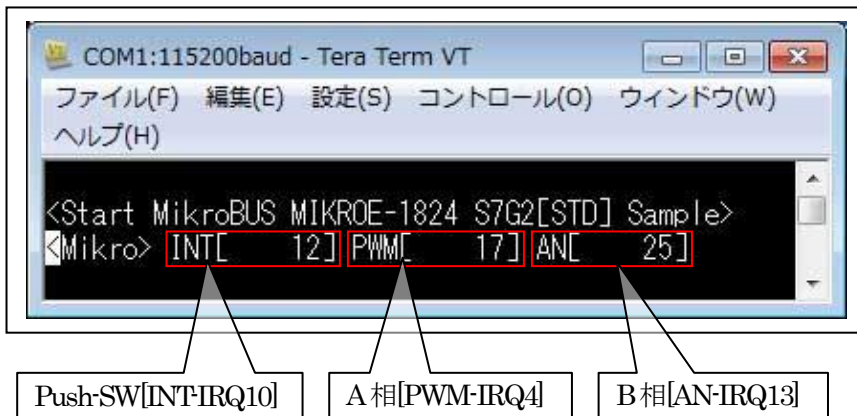 COM1:115200baud - Tera Term VT
ファイル(F) 編集(E) 設定(S) コントロール(O) ウィンドウ(W)
ヘルプ(H)
<Start MikroBUS MIKROE-1824 S7G2[STD] Sample>
<Mikro> INT[ 12] PWM[ 17] AN[ 25]
Push-SW[INT-IRQ10] A相[PWM-IRQ4] B相[AN-IRQ13]